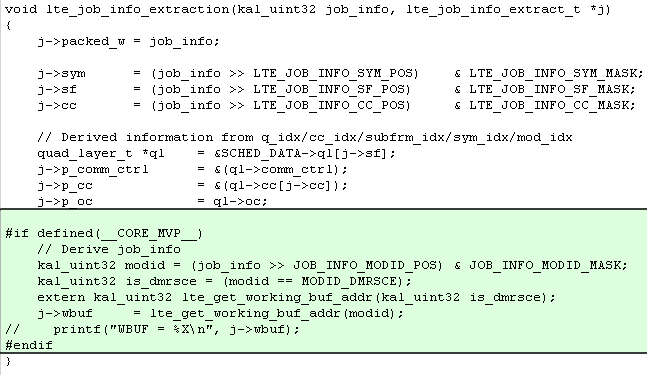 void lte_job_info_extraction(kal_uint32 job_info, lte_job_info_extract_t *j)
{
    j->packed_w = job_info;

    j->sym      = (job_info >> LTE_JOB_INFO_SYM_POS)    & LTE_JOB_INFO_SYM_MASK;
    j->sf       = (job_info >> LTE_JOB_INFO_SF_POS)     & LTE_JOB_INFO_SF_MASK;
    j->cc       = (job_info >> LTE_JOB_INFO_CC_POS)     & LTE_JOB_INFO_CC_MASK;

    // Derived information from q_idx/cc_idx/subfrm_idx/sym_idx/mod_idx
    quad_layer_t *ql    = &SCHED_DATA->ql[j->sf];
    j->p_comm_ctrl      = &(ql->comm_ctrl);
    j->p_cc             = &(ql->cc[j->cc]);
    j->p_oc             = ql->oc;

#if defined(__CORE_MVP__)
    // Derive job_info
    kal_uint32 modid = (job_info >> JOB_INFO_MODID_POS) & JOB_INFO_MODID_MASK;
    kal_uint32 is_dmrsce = (modid == MODID_DMRSCE);
    extern kal_uint32 lte_get_working_buf_addr(kal_uint32 is_dmrsce);
    j->wbuf     = lte_get_working_buf_addr(modid);
//    printf("WBUF = %X\n", j->wbuf);
#endif
}